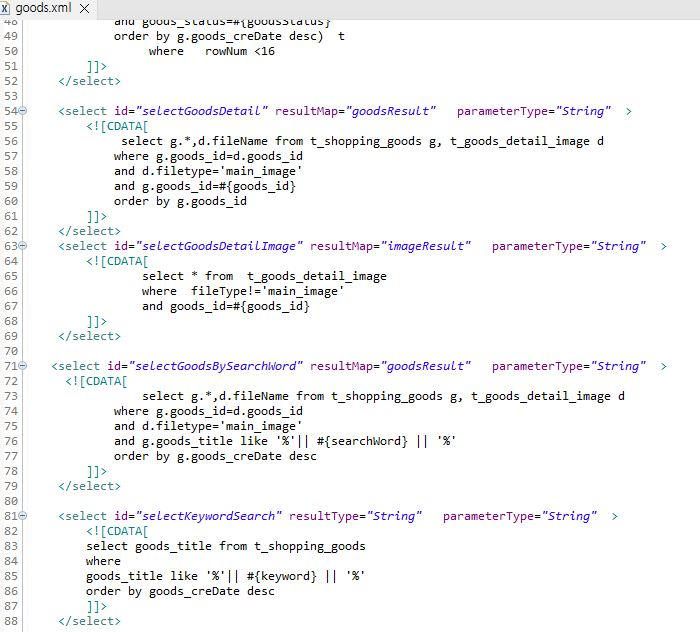 goods.xml
48 and goods_status=#{goodsStatus}
49 order by g.goods_creDate desc)  t
50 where   rowNum <16
51 ]]>
52 </select>
53
54 <select id="selectGoodsDetail" resultMap="goodsResult"   parameterType="String"  >
55 <![CDATA[
56 select g.*,d.fileName from t_shopping_goods g, t_goods_detail_image d
57 where g.goods_id=d.goods_id
58 and d.filetype='main_image'
59 and g.goods_id=#{goods_id}
60 order by g.goods_id
61 ]]>
62 </select>
63 <select id="selectGoodsDetailImage" resultMap="imageResult"   parameterType="String"  >
64 <![CDATA[
65 select * from  t_goods_detail_image
66 where  fileType!='main_image'
67 and goods_id=#{goods_id}
68 ]]>
69 </select>
70
71 <select id="selectGoodsBySearchWord" resultMap="goodsResult"   parameterType="String"  >
72 <![CDATA[
73 select g.*,d.fileName from t_shopping_goods g, t_goods_detail_image d
74 where g.goods_id=d.goods_id
75 and d.filetype='main_image'
76 and g.goods_title like '%'|| #{searchWord} || '%'
77 order by g.goods_creDate desc
78 ]]>
79 </select>
80
81 <select id="selectKeywordSearch" resultType="String"   parameterType="String"  >
82 <![CDATA[
83 select goods_title from t_shopping_goods
84 where
85 goods_title like '%'|| #{keyword} || '%'
86 order by goods_creDate desc
87 ]]>
88 </select>